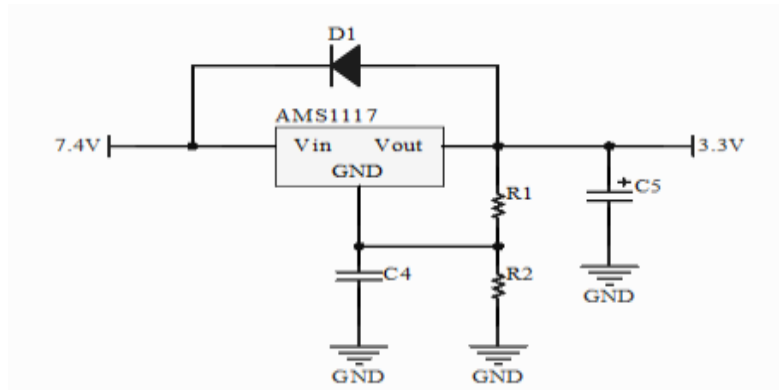 D1
AMS1117
7.4V
Vin
Vout
3.3V
GND
R1
C5
C4
R2
GND
GND
GND